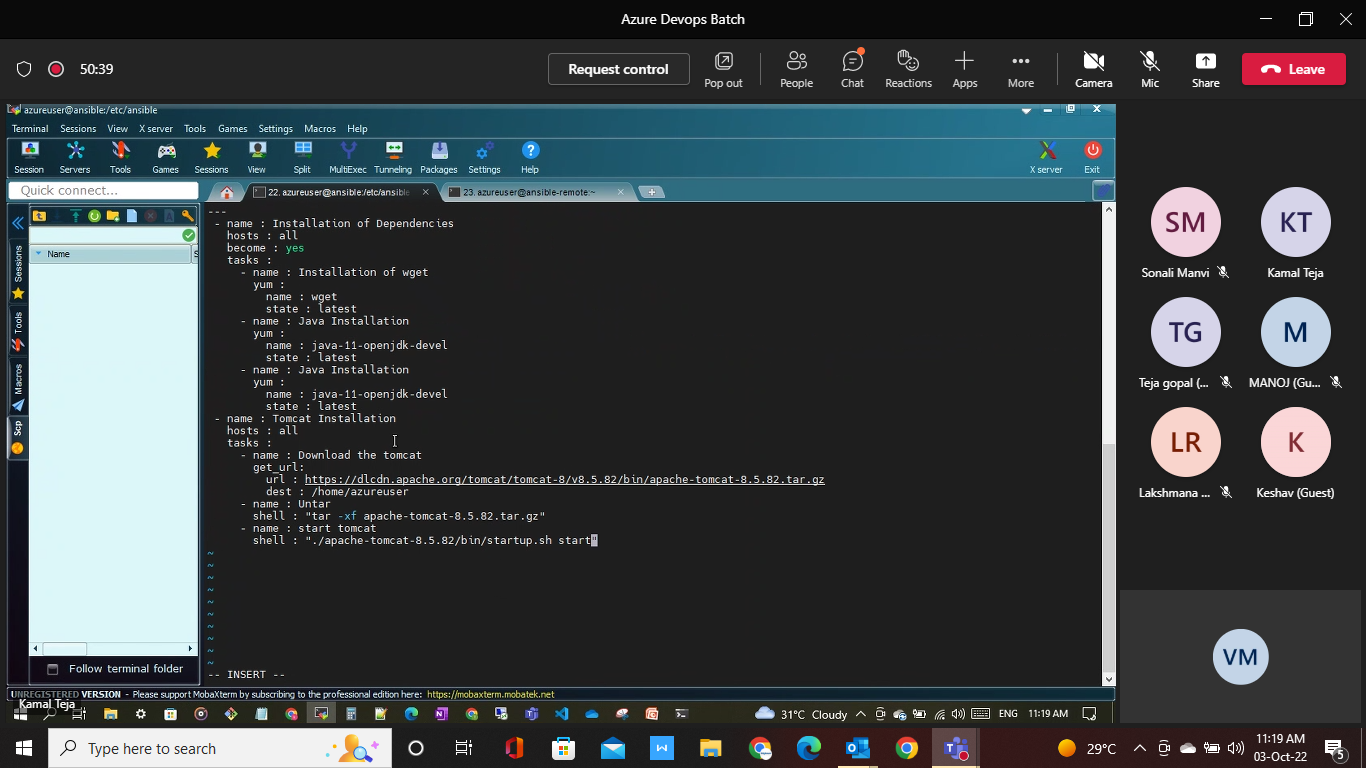 Azure Devops Batch
50:39
Request control
Pop out
People
Chat
Reactions
Apps
More
Camera
Mic
Share
Leave
azureuser@ansible:/etc/ansible
Terminal Sessions View X server Tools Games Settings Macros Help
Session Servers Tools Games Sessions View Split MultiExec Tunneling Packages Settings Help X server Exit
Quick connect...
22. azureuser@ansible:/etc/ansible
23. azureuser@ansible-remote:~
Name
S
Sessions
Tools
Macros
Scp
---
- name : Installation of Dependencies
hosts : all
become : yes
tasks :
- name : Installation of wget
yum :
name : wget
state : latest
- name : Java Installation
yum :
name : java-11-openjdk-devel
state : latest
- name : Java Installation
yum :
name : java-11-openjdk-devel
state : latest
- name : Tomcat Installation
hosts : all
tasks :
- name : Download the tomcat
get_url:
url : https://dlcdn.apache.org/tomcat/tomcat-8/v8.5.82/bin/apache-tomcat-8.5.82.tar.gz
dest : /home/azureuser
- name : Untar
shell : "tar -xf apache-tomcat-8.5.82.tar.gz"
- name : start tomcat
shell : "./apache-tomcat-8.5.82/bin/startup.sh start"
~
~
~
~
~
~
~
~
~
~
-- INSERT --
Follow terminal folder
UNREGISTERED VERSION - Please support MobaXterm by subscribing to the professional edition here: https://mobaxterm.mobatek.net
Kamal Teja
31°C Cloudy
ENG
11:19 AM
SM
Sonali Manvi
KT
Kamal Teja
TG
Teja gopal (...
M
MANOJ (Gu...
LR
Lakshmana ...
K
Keshav (Guest)
VM
Type here to search
29°C
11:19 AM
03-Oct-22
5